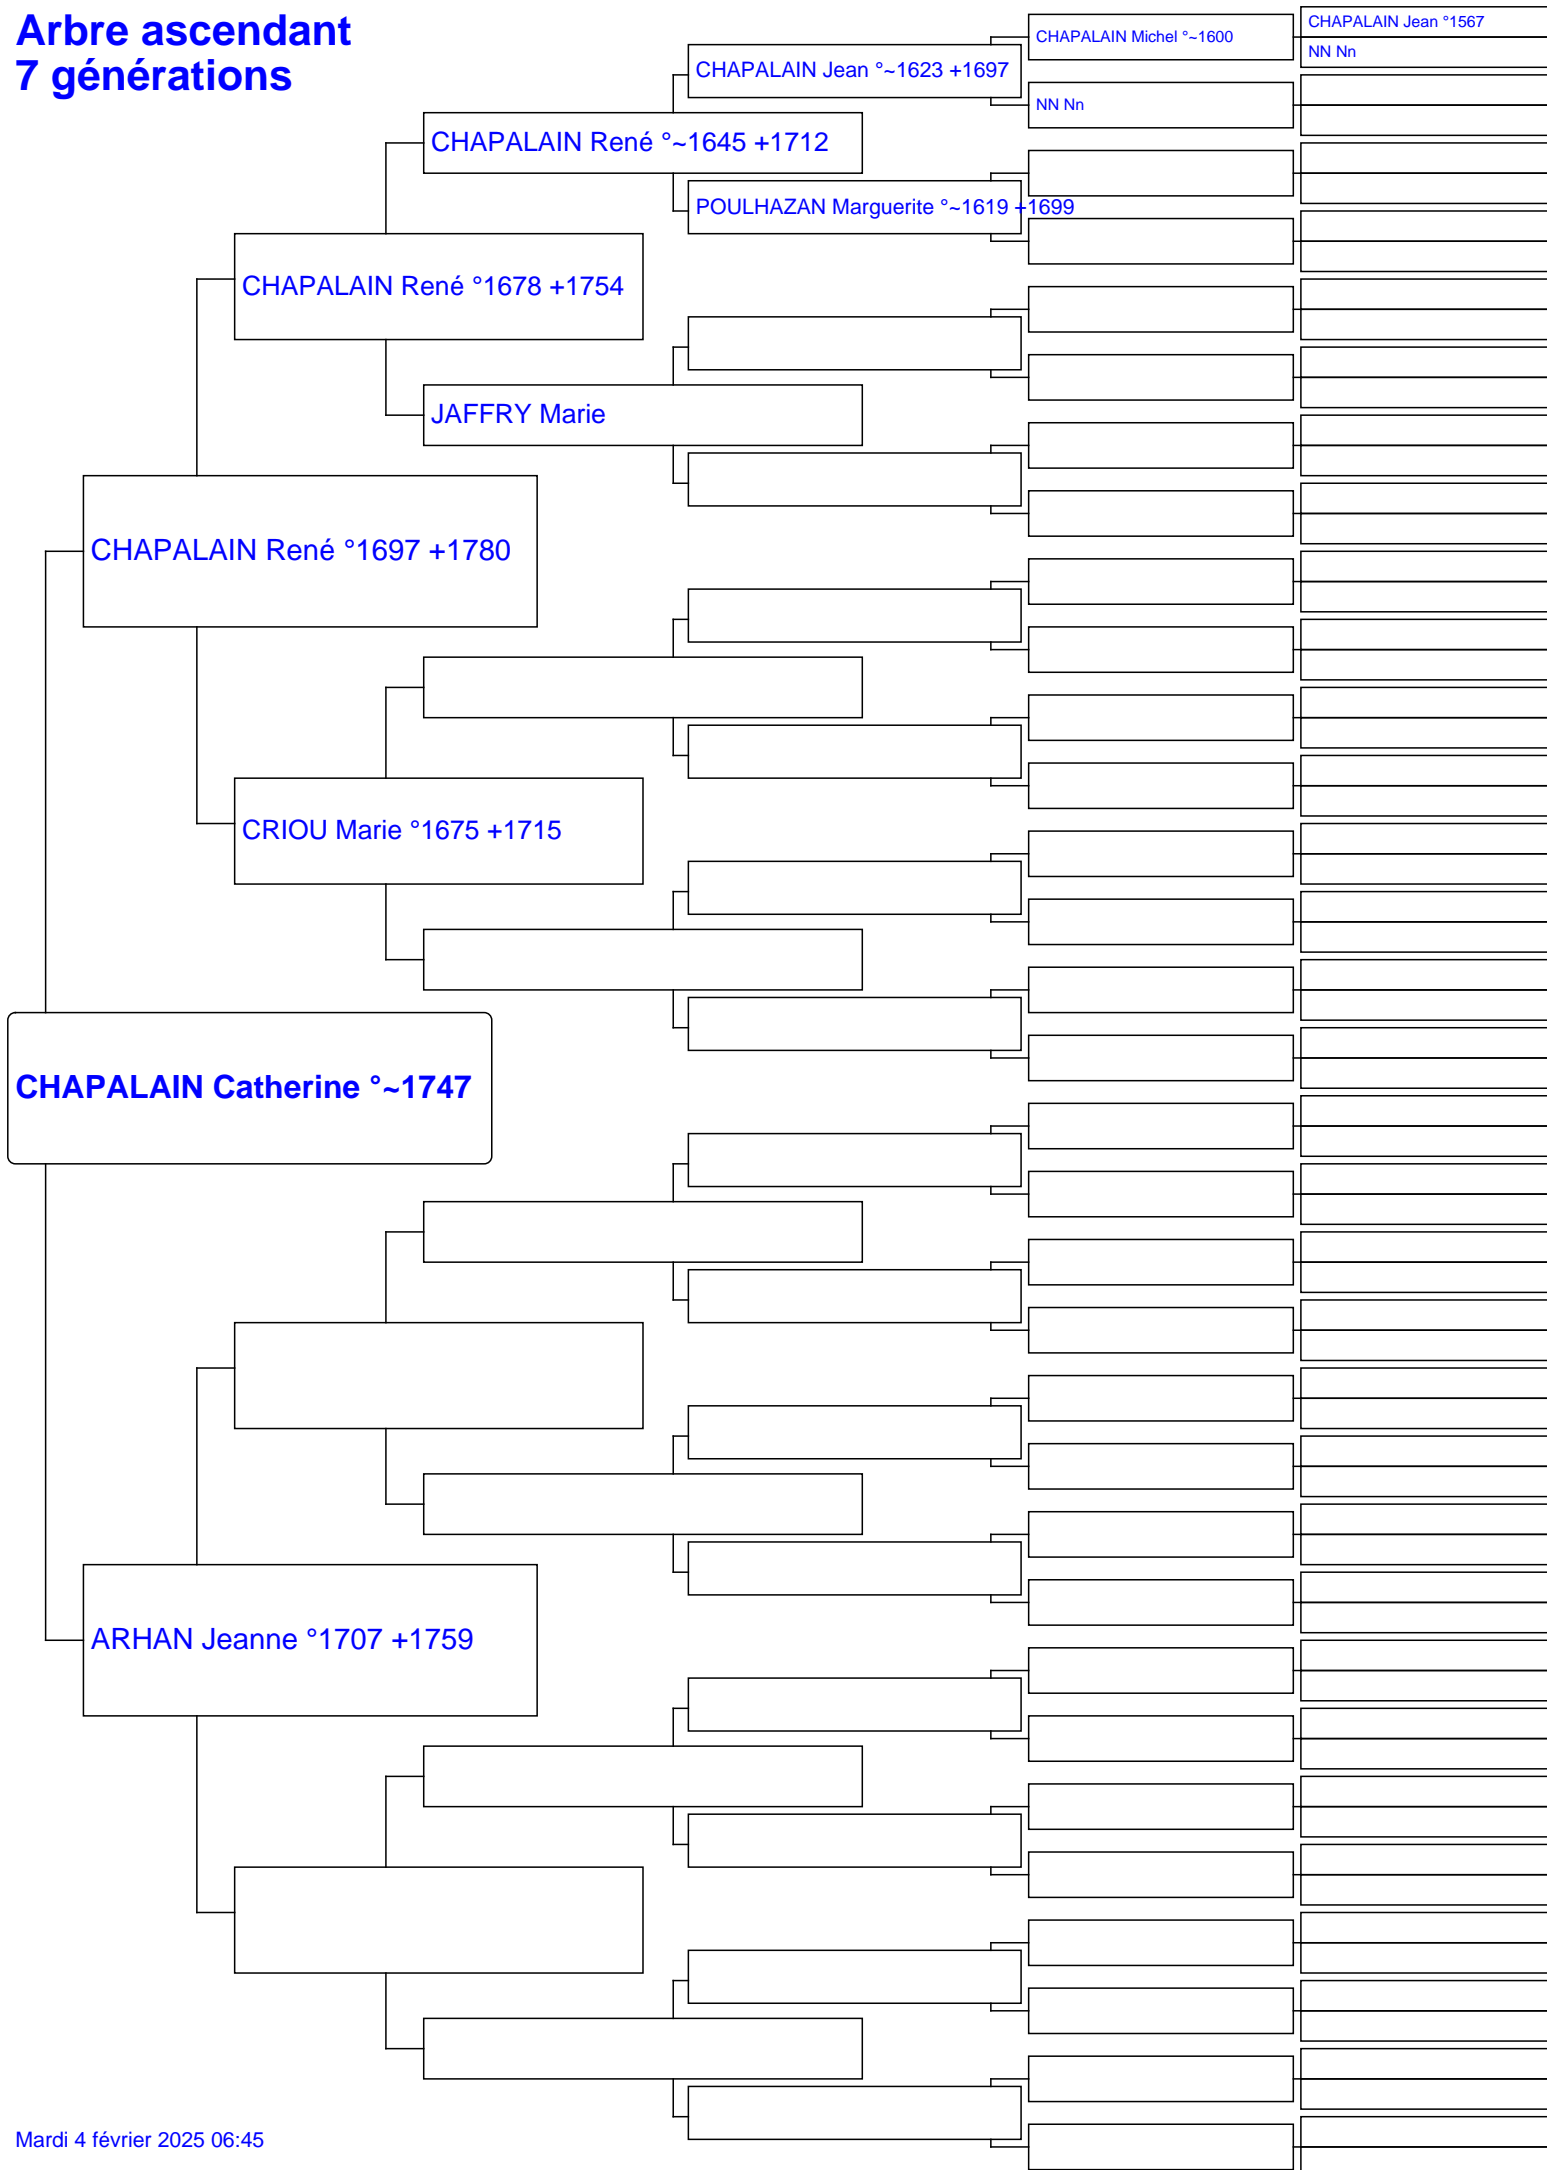 Arbre ascendant
7 générations
CHAPALAIN Jean °1567
CHAPALAIN Michel °~1600
NN Nn
CHAPALAIN Jean °~1623 +1697
NN Nn
CHAPALAIN René °~1645 +1712
POULHAZAN Marguerite °~1619 +1699
CHAPALAIN René °1678 +1754
JAFFRY Marie
CHAPALAIN René °1697 +1780
CRIOU Marie °1675 +1715
CHAPALAIN Catherine °~1747
ARHAN Jeanne °1707 +1759
Mardi 4 février 2025 06:45